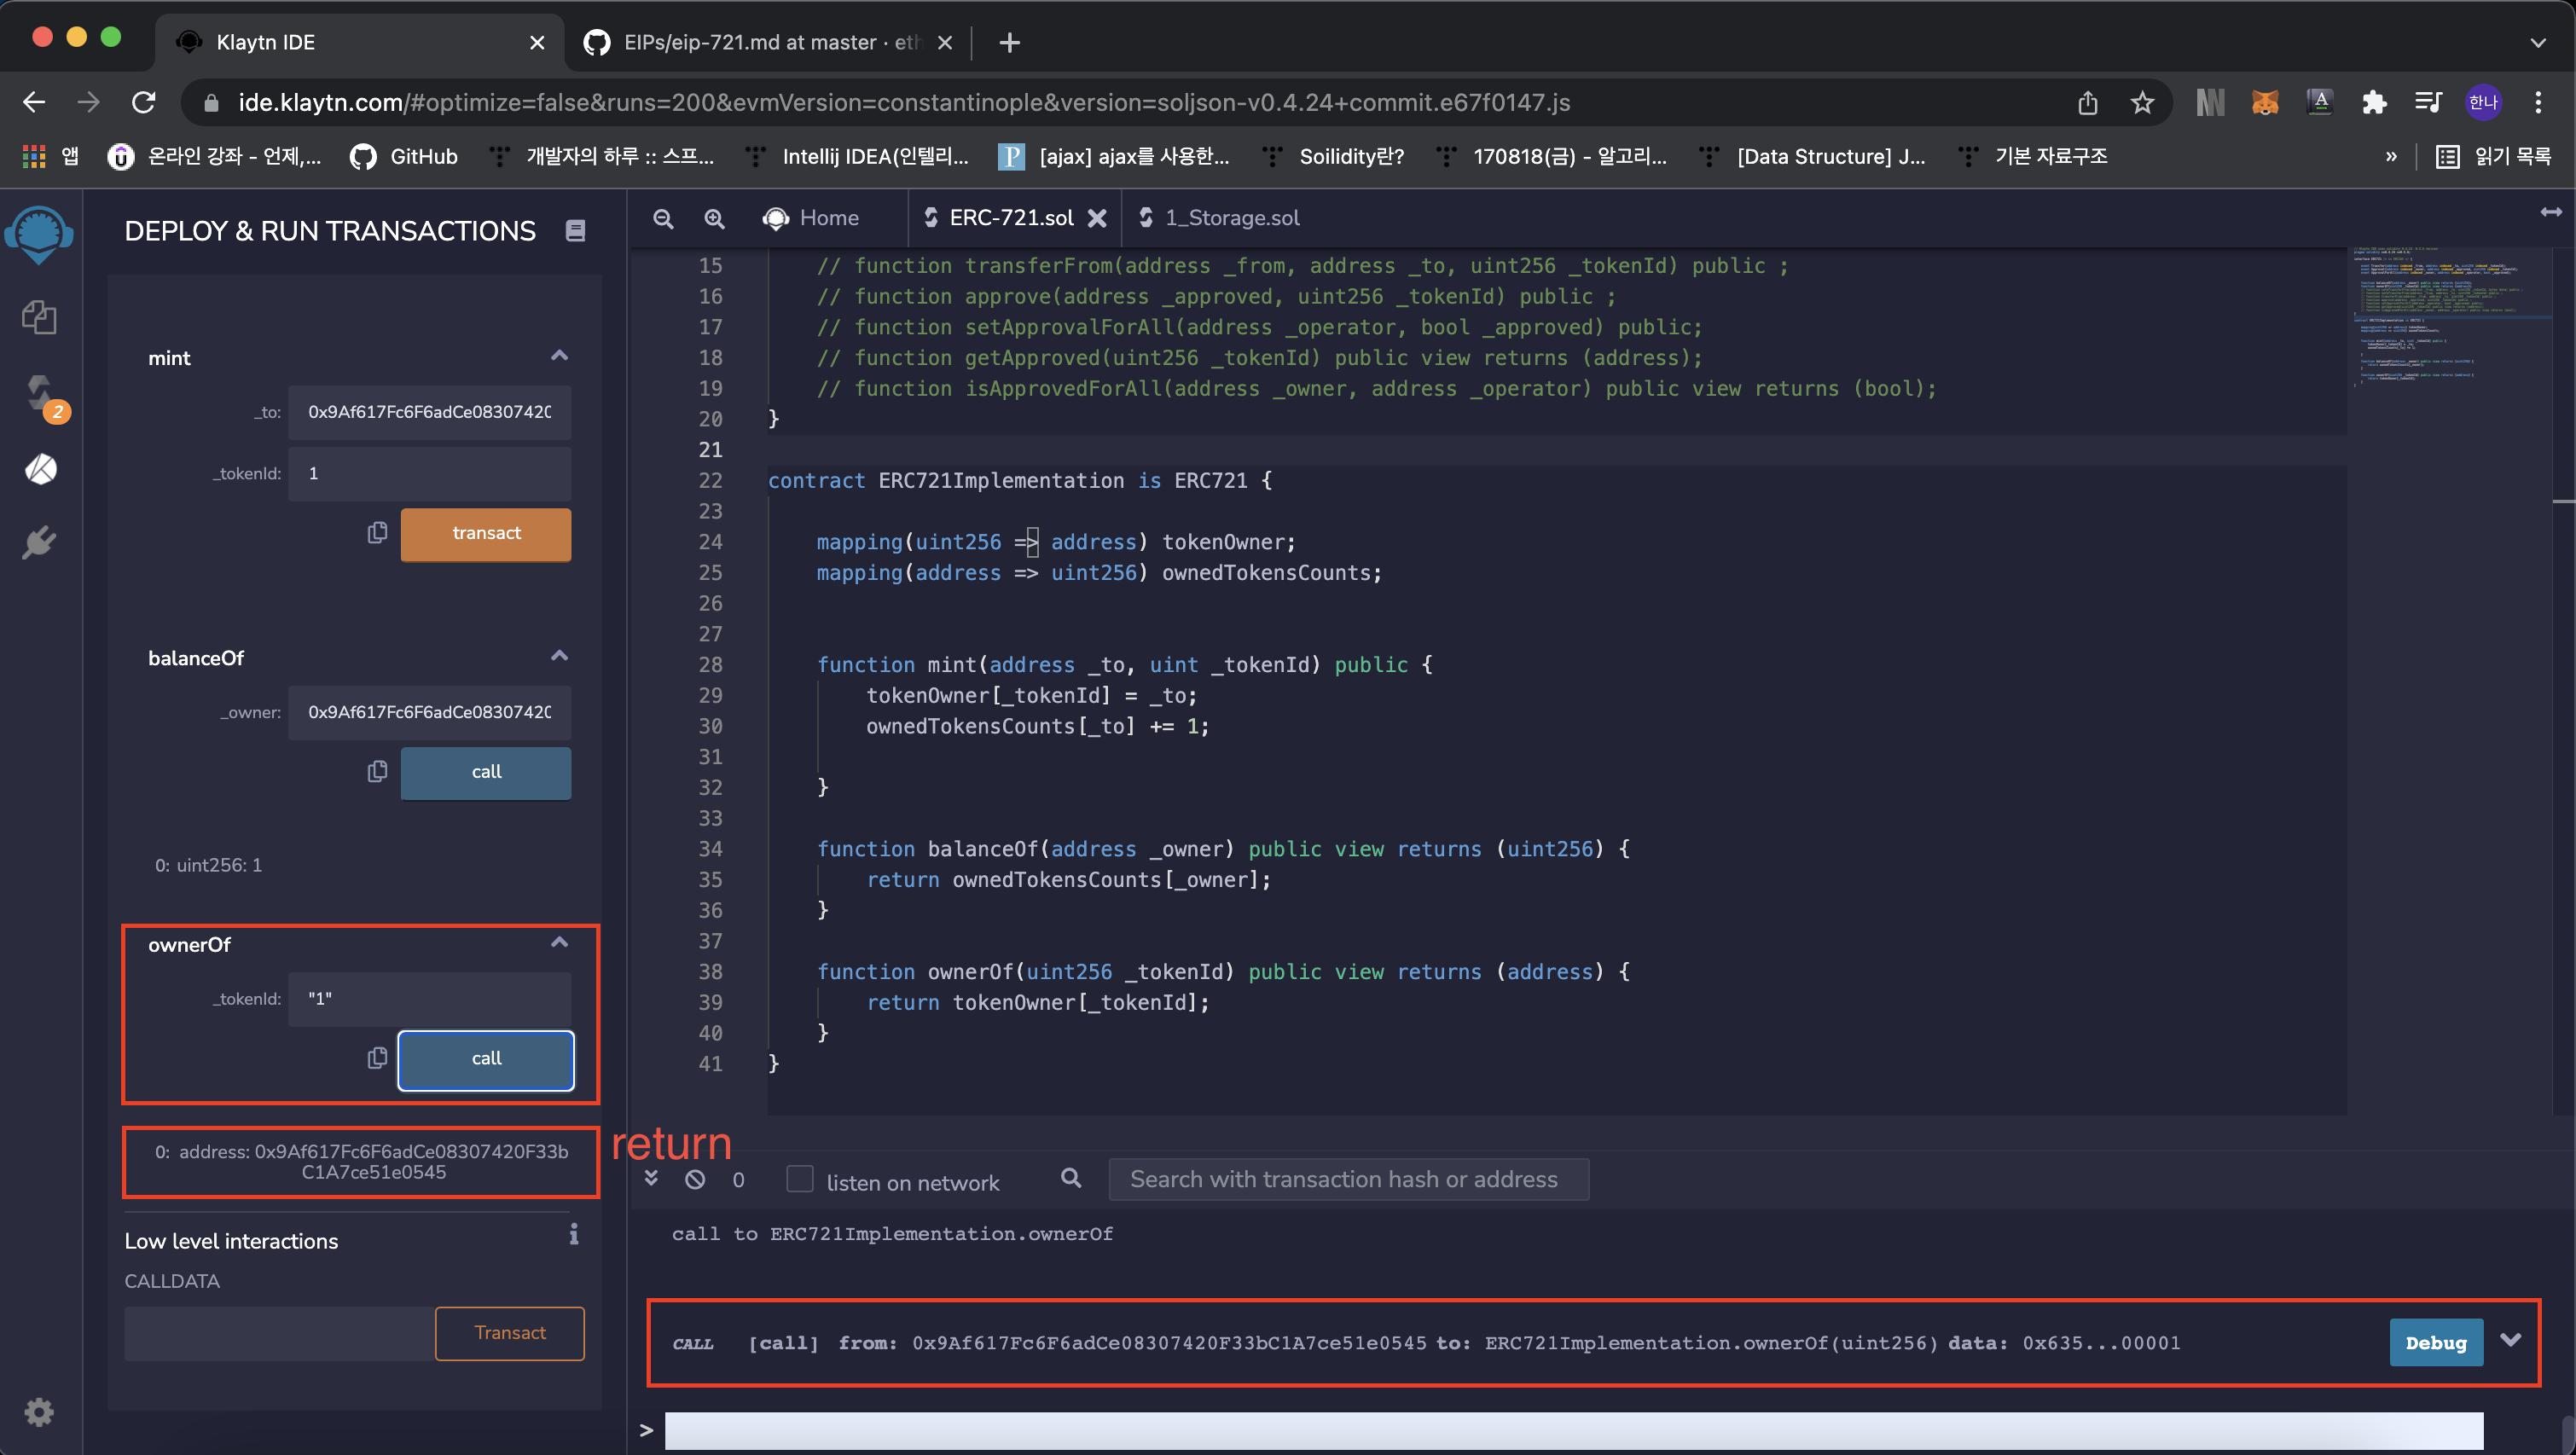 Klaytn IDE
EIPs/eip-721.md at master · eth
ide.klaytn.com/#optimize=false&runs=200&evmVersion=constantinople&version=soljson-v0.4.24+commit.e67f0147.js
한나
앱
온라인 강좌 - 언제,...
GitHub
개발자의 하루 :: 스프...
Intellij IDEA(인텔리...
[ajax] ajax를 사용한...
Soilidity란?
170818(금) - 알고리...
[Data Structure] J...
기본 자료구조
»
읽기 목록
DEPLOY & RUN TRANSACTIONS
2
mint
_to:
0x9Af617Fc6F6adCe08307420
_tokenId:
1
transact
balanceOf
_owner:
0x9Af617Fc6F6adCe08307420
call
0: uint256: 1
ownerOf
_tokenId:
"1"
call
0: address: 0x9Af617Fc6F6adCe08307420F33b
C1A7ce51e0545
return
Low level interactions
CALLDATA
Transact
Home
ERC-721.sol
1_Storage.sol
15 // function transferFrom(address _from, address _to, uint256 _tokenId) public ;
16 // function approve(address _approved, uint256 _tokenId) public ;
17 // function setApprovalForAll(address _operator, bool _approved) public;
18 // function getApproved(uint256 _tokenId) public view returns (address);
19 // function isApprovedForAll(address _owner, address _operator) public view returns (bool);
20 }
21
22 contract ERC721Implementation is ERC721 {
23
24 mapping(uint256 => address) tokenOwner;
25 mapping(address => uint256) ownedTokensCounts;
26
27
28 function mint(address _to, uint _tokenId) public {
29 tokenOwner[_tokenId] = _to;
30 ownedTokensCounts[_to] += 1;
31
32 }
33
34 function balanceOf(address _owner) public view returns (uint256) {
35 return ownedTokensCounts[_owner];
36 }
37
38 function ownerOf(uint256 _tokenId) public view returns (address) {
39 return tokenOwner[_tokenId];
40 }
41 }
0
listen on network
Search with transaction hash or address
call to ERC721Implementation.ownerOf
CALL [call] from: 0x9Af617Fc6F6adCe08307420F33bC1A7ce51e0545 to: ERC721Implementation.ownerOf(uint256) data: 0x635...00001
Debug
>